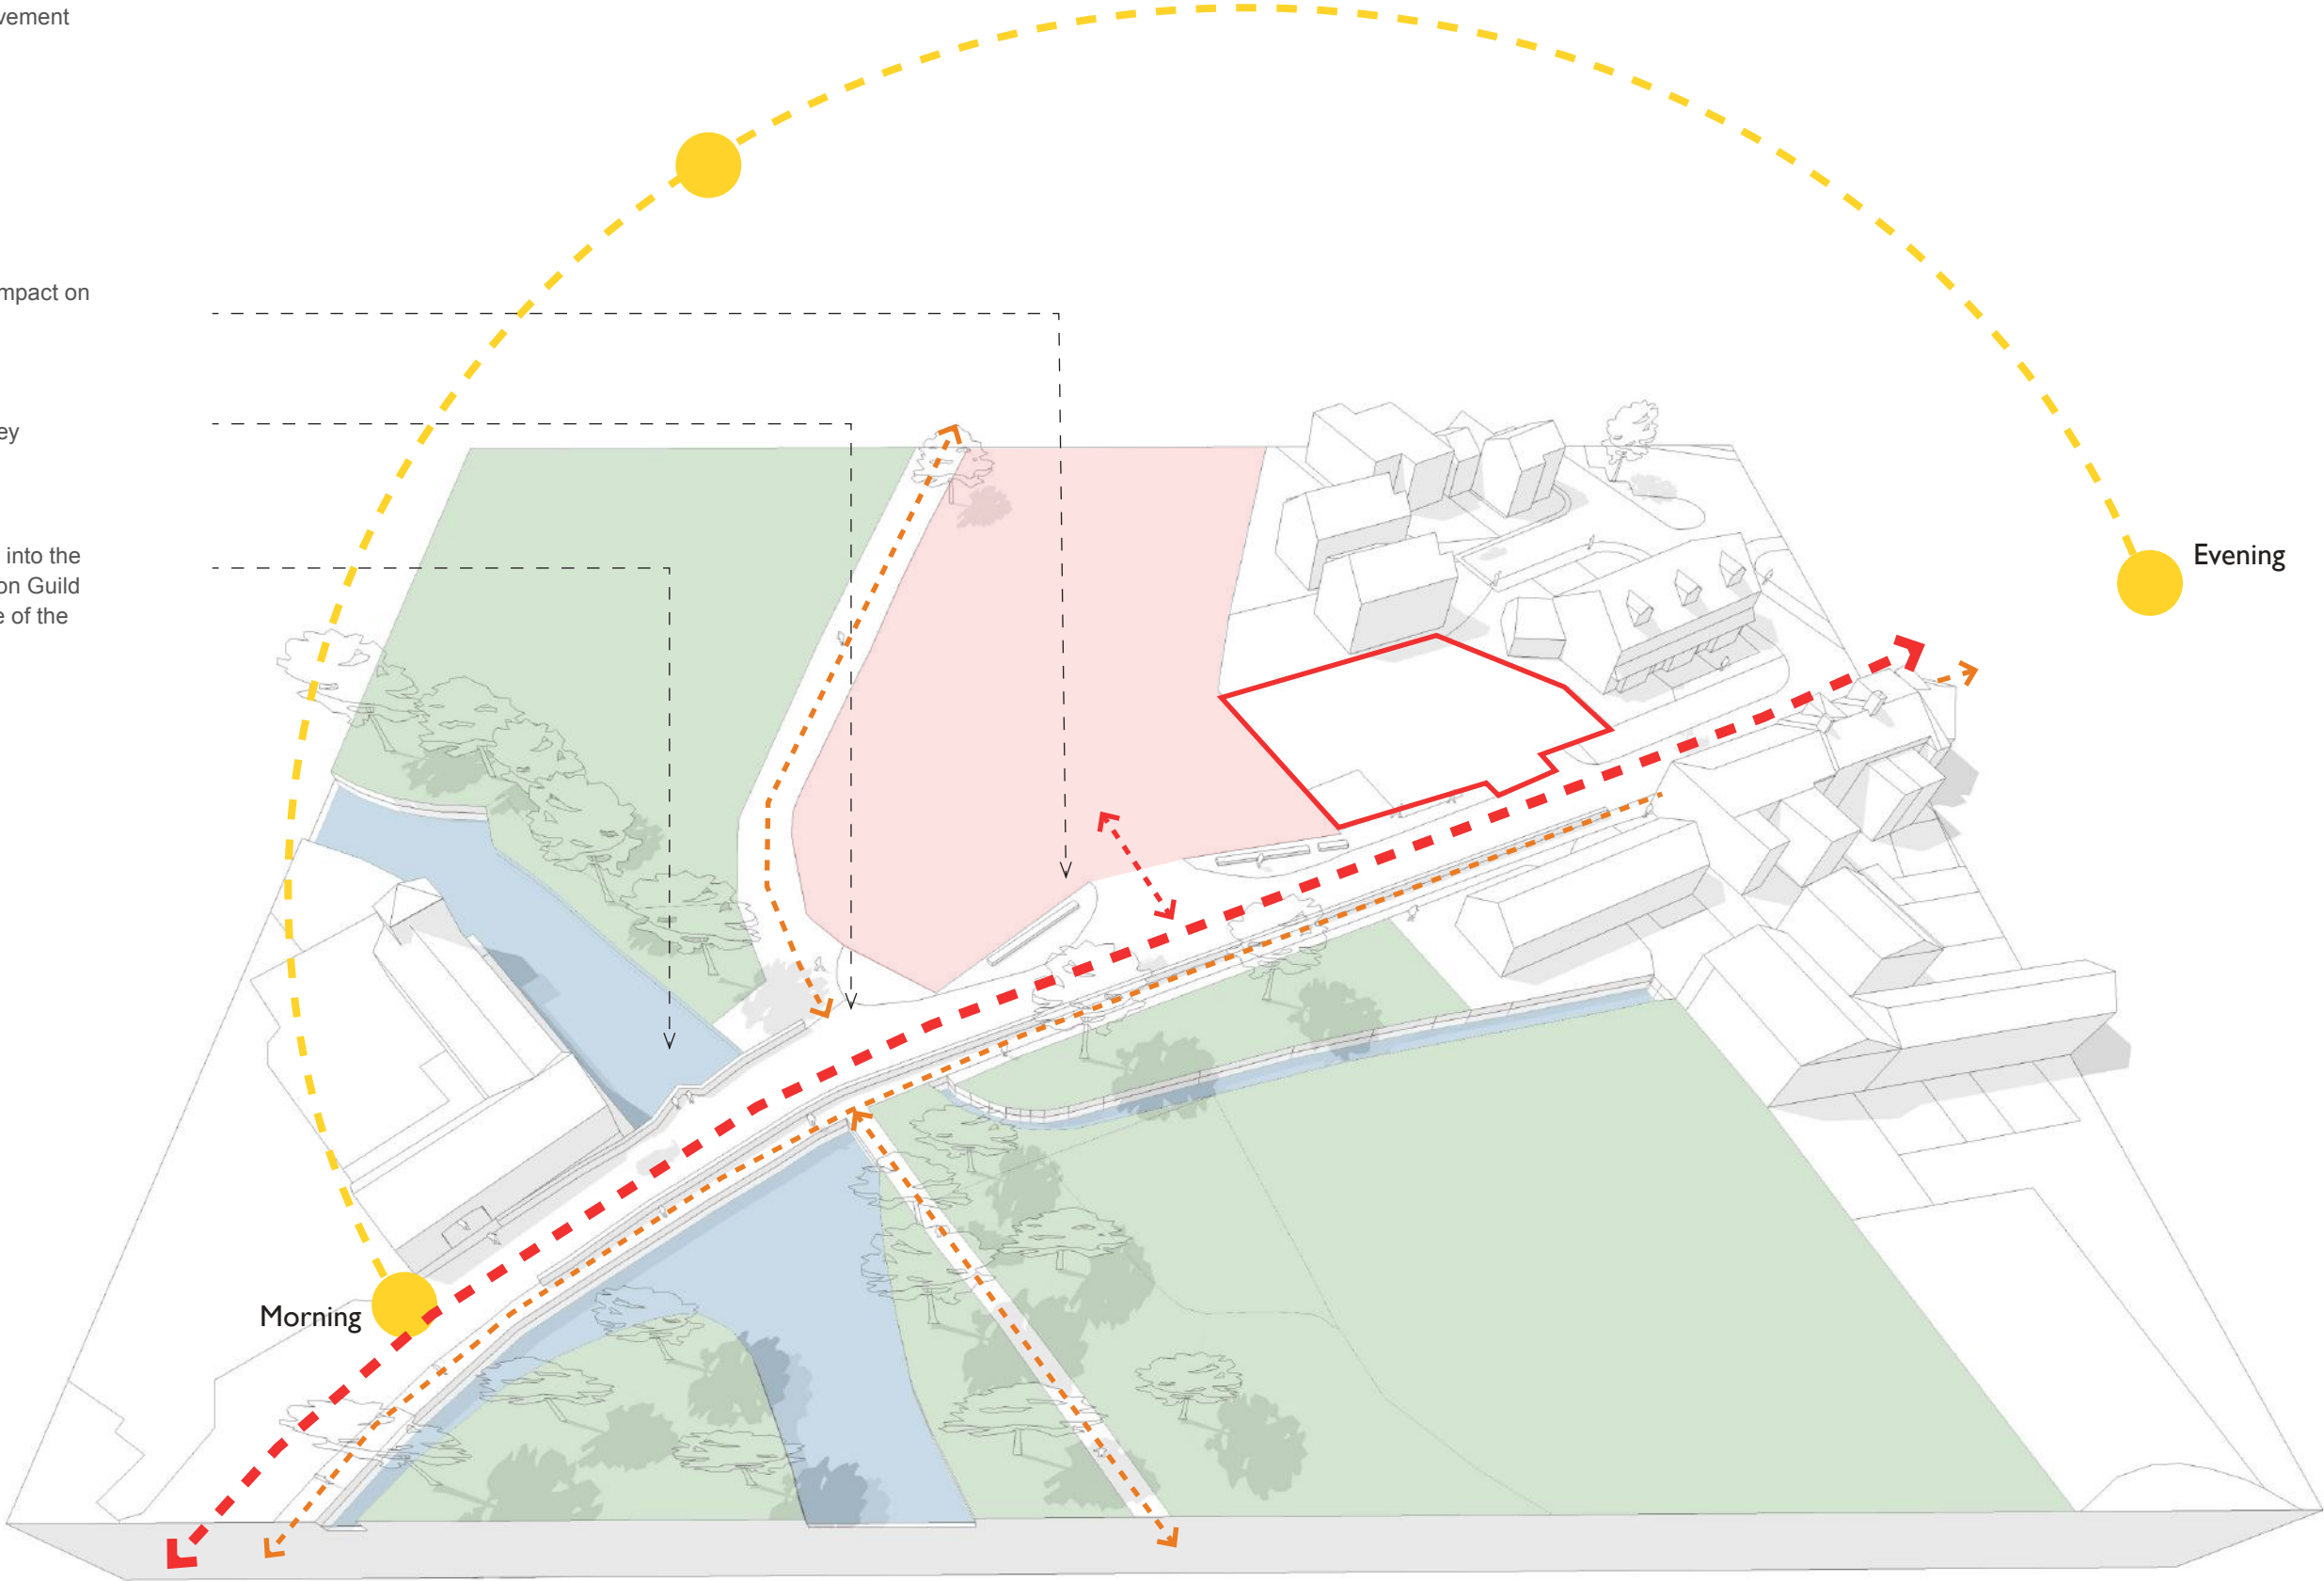 vement
mpact on
ey
into the
on Guild
e of the
Evening
Morning